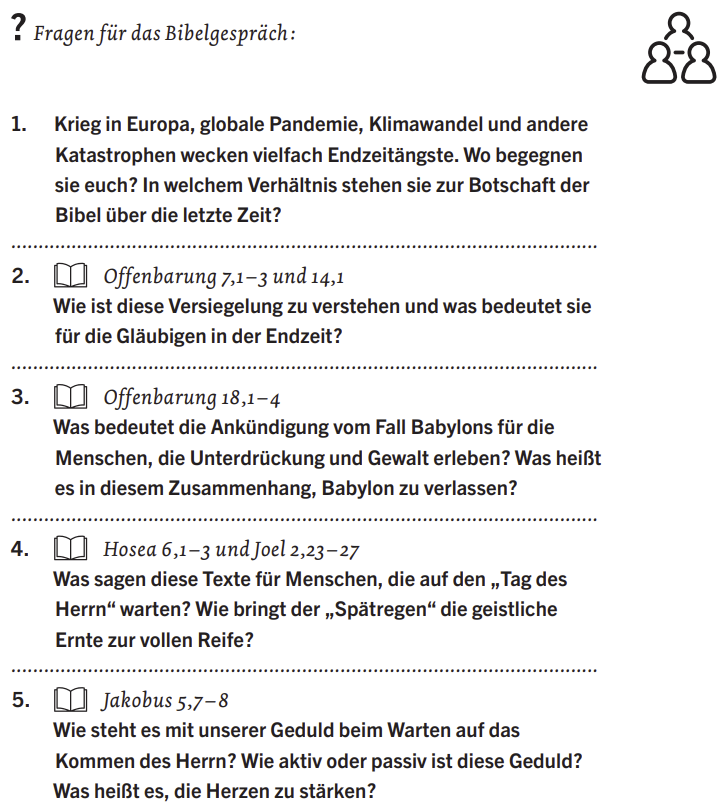 ? Fragen für das Bibelgespräch:
1. Krieg in Europa, globale Pandemie, Klimawandel und andere
Katastrophen wecken vielfach Endzeitängste. Wo begegnen
sie euch? In welchem Verhältnis stehen sie zur Botschaft der
Bibel über die letzte Zeit?
2. Offenbarung 7,1–3 und 14,1
Wie ist diese Versiegelung zu verstehen und was bedeutet sie
für die Gläubigen in der Endzeit?
3. Offenbarung 18,1–4
Was bedeutet die Ankündigung vom Fall Babylons für die
Menschen, die Unterdrückung und Gewalt erleben? Was heißt
es in diesem Zusammenhang, Babylon zu verlassen?
4. Hosea 6,1–3 und Joel 2,23–27
Was sagen diese Texte für Menschen, die auf den „Tag des
Herrn“ warten? Wie bringt der „Spätregen“ die geistliche
Ernte zur vollen Reife?
5. Jakobus 5,7–8
Wie steht es mit unserer Geduld beim Warten auf das
Kommen des Herrn? Wie aktiv oder passiv ist diese Geduld?
Was heißt es, die Herzen zu stärken?